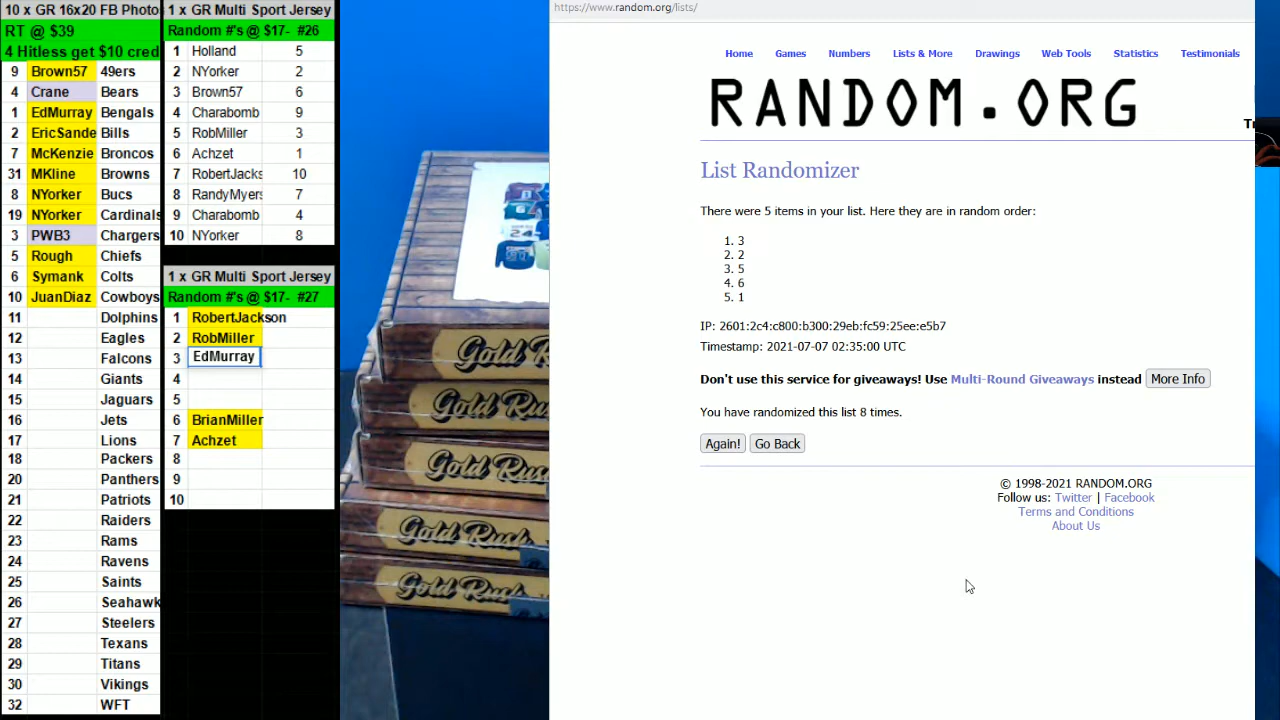 10 x GR 16x20 FB Photo
RT @ $39
4 Hitless get $10 cred
9 Brown57 49ers
4 Crane Bears
1 EdMurray Bengals
2 EricSande Bills
7 McKenzie Broncos
31 MKline Browns
8 NYorker Bucs
19 NYorker Cardinals
3 PWB3 Chargers
5 Rough Chiefs
6 Symank Colts
10 JuanDiaz Cowboys
11 Dolphins
12 Eagles
13 Falcons
14 Giants
15 Jaguars
16 Jets
17 Lions
18 Packers
20 Panthers
21 Patriots
22 Raiders
23 Rams
24 Ravens
25 Saints
26 Seahawk
27 Steelers
28 Texans
29 Titans
30 Vikings
32 WFT
1 x GR Multi Sport Jersey
Random #'s @ $17- #26
1 Holland 5
2 NYorker 2
3 Brown57 6
4 Charabomb 9
5 RobMiller 3
6 Achzet 1
7 RobertJacks 10
8 RandyMyers 7
9 Charabomb 4
10 NYorker 8
1 x GR Multi Sport Jersey
Random #'s @ $17- #27
1 RobertJackson
2 RobMiller
3 EdMurray
4
5
6 BrianMiller
7 Achzet
8
9
10
24
Gold R
Gold Rus
Gold Rus
Gold Rush
Gold Rush
https://www.random.org/lists/
Home Games Numbers Lists & More Drawings Web Tools Statistics Testimonials
RANDOM.ORG
List Randomizer
There were 5 items in your list. Here they are in random order:
1. 3
2. 2
3. 5
4. 6
5. 1
IP: 2601:2c4:c800:b300:29eb:fc59:25ee:e5b7
Timestamp: 2021-07-07 02:35:00 UTC
Don't use this service for giveaways! Use Multi-Round Giveaways instead More Info
You have randomized this list 8 times.
Again! Go Back
© 1998-2021 RANDOM.ORG
Follow us: Twitter | Facebook
Terms and Conditions
About Us